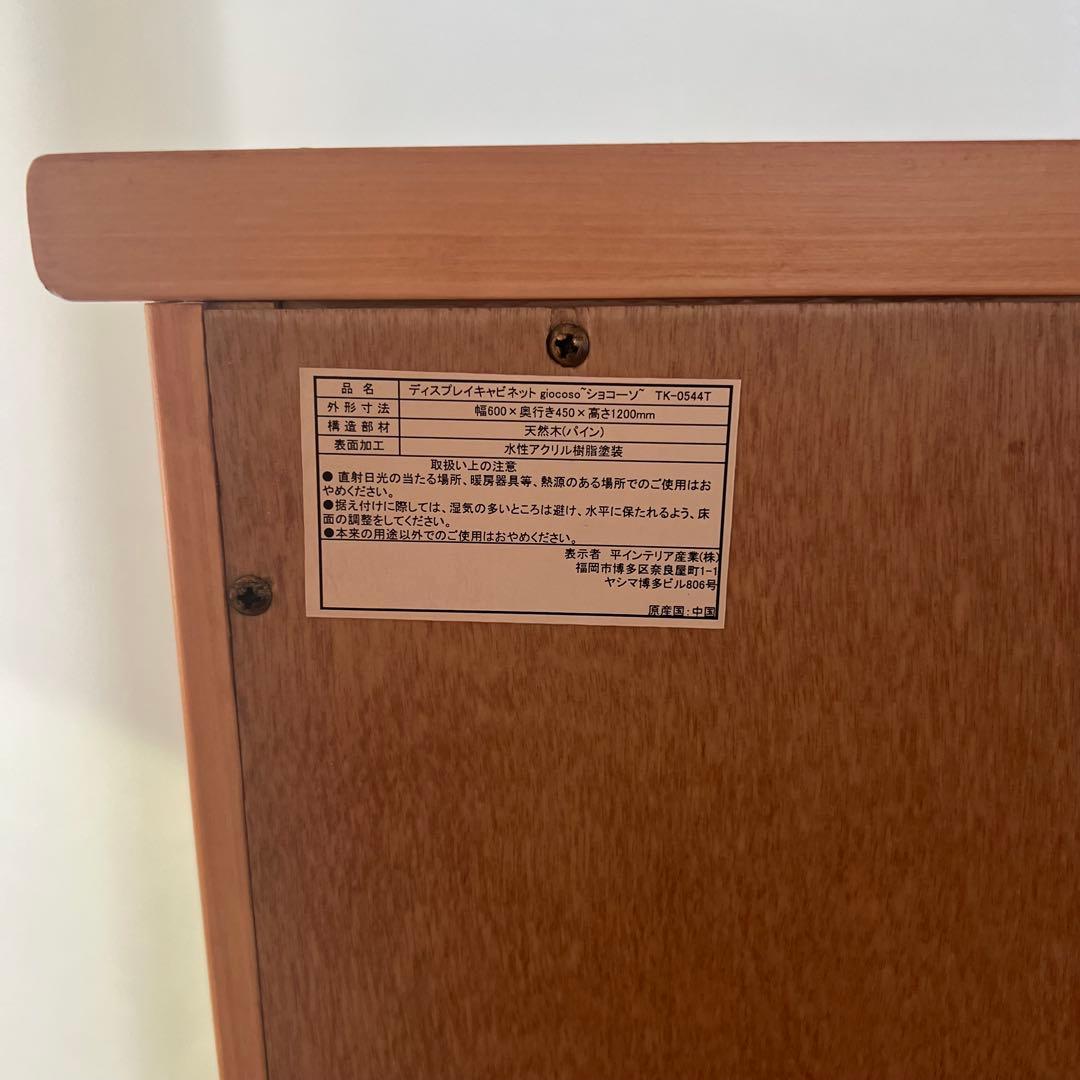 品名 ディスプレイキャビネット giocoso~ショコーソ~ TK-0544T
外形寸法 幅600×奥行き450×高さ1200mm
構造部材 天然木(パイン)
表面加工 水性アクリル樹脂塗装
取扱い上の注意
●直射日光の当たる場所、暖房器具等、熱源のある場所でのご使用はお
やめください。
●据え付けに際しては、湿気の多いところは避け、水平に保たれるよう、床
面の調整をしてください。
●本来の用途以外でのご使用はおやめください。
表示者 平インテリア産業(株)
福岡市博多区奈良屋町1-1
ヤシマ博多ビル806号
原産国:中国